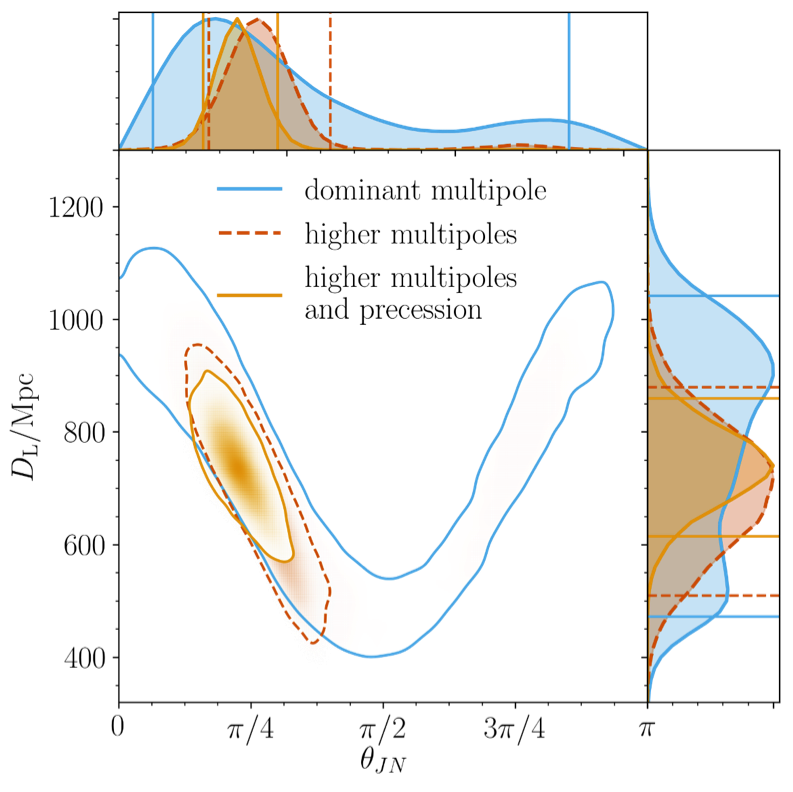 dominant multipole
higher multipoles
higher multipoles
and precession
1200
1000
800
600
400
D_L/Mpc
0 π/4 π/2 3π/4 π
θ_JN